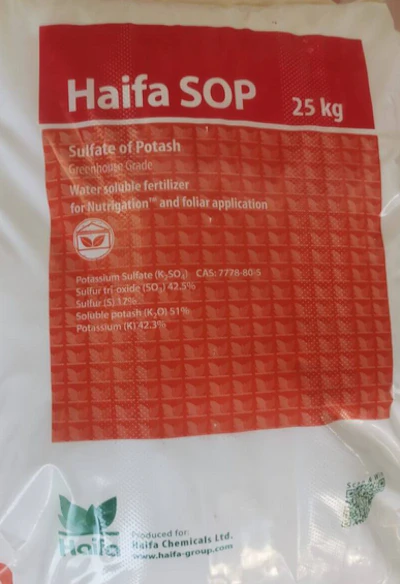 Haifa SOP
25 kg
Sulfate of Potash
Greenhouse Grade
Water soluble fertilizer
for Nutrigation™ and foliar application
Potassium Sulfate (K₂SO₄) CAS: 7778-80-5
Sulfur tri oxide (SO₃) 42.5%
Sulfur (S) 17%
Soluble potash (K₂O) 51%
Potassium (K) 42.3%
Haifa
Produced for:
Haifa Chemicals Ltd.
www.haifa-group.com